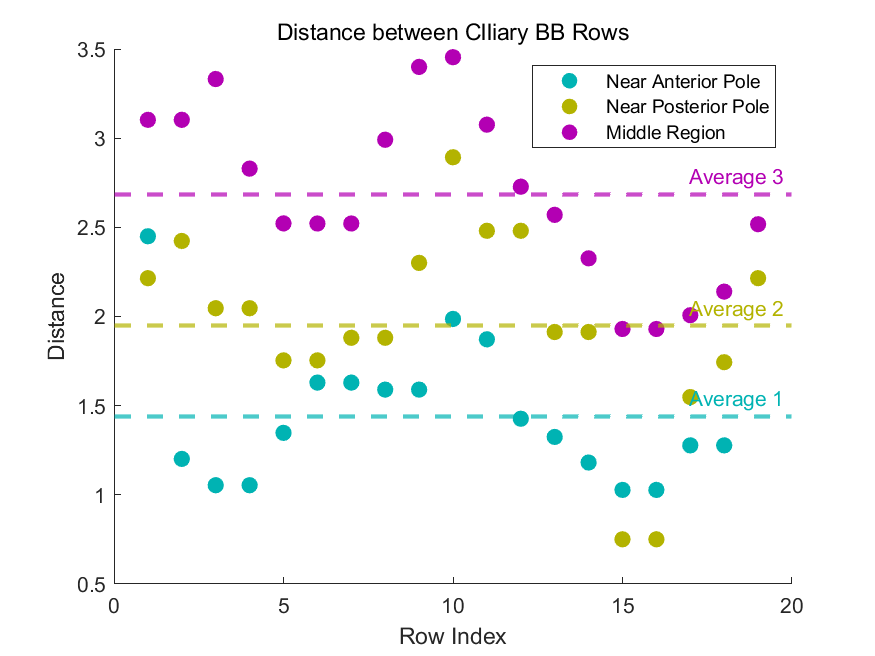 Distance between CIliary BB Rows
3.5
3
2.5
2
1.5
1
0.5
Distance
Near Anterior Pole
Near Posterior Pole
Middle Region
Average 3
Average 2
Average 1
0
5
10
15
20
Row Index